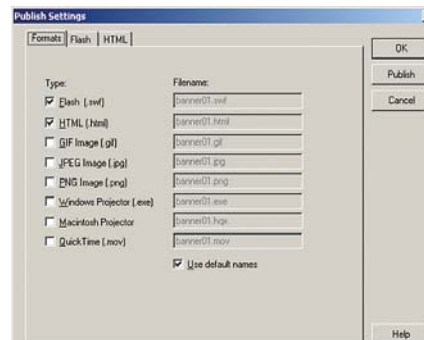 Publish Settings
Formats Flash HTML
OK
Publish
Cancel
Type: Filename:
Flash (.swf) banner01.swf
HTML (.html) banner01.html
GIF Image (.gif) banner01.gif
JPEG Image (.jpg) banner01.jpg
PNG Image (.png) banner01.png
Windows Projector (.exe) banner01.exe
Macintosh Projector banner01.hqx
QuickTime (.mov) banner01.mov
Use default names
Help